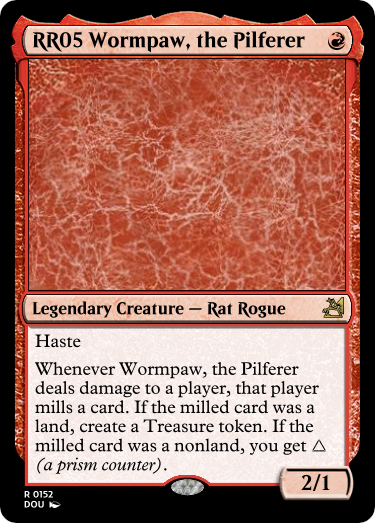 RR05 Wormpaw, the Pilferer
Legendary Creature — Rat Rogue
Haste
Whenever Wormpaw, the Pilferer
deals damage to a player, that player
mills a card. If the milled card was a
land, create a Treasure token. If the
milled card was a nonland, you get △
(a prism counter).
2/1
R 0152
DOU